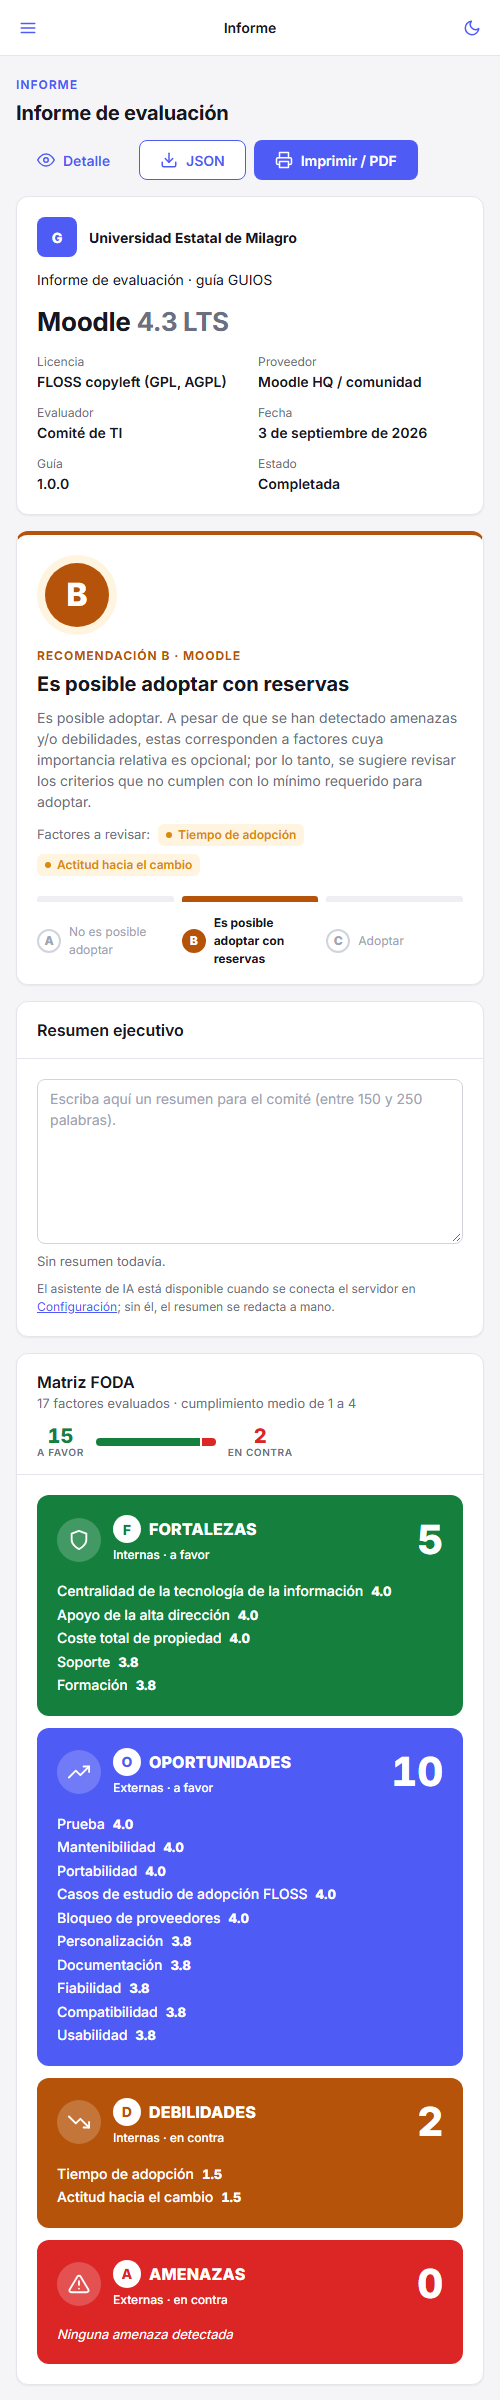 Informe
INFORME
Informe de evaluación
Detalle
JSON
Imprimir / PDF
G
Universidad Estatal de Milagro
Informe de evaluación · guía GUIOS
Moodle 4.3 LTS
Licencia
FLOSS copyleft (GPL, AGPL)
Proveedor
Moodle HQ / comunidad
Evaluador
Comité de TI
Fecha
3 de septiembre de 2026
Guía
1.0.0
Estado
Completada
B
RECOMENDACIÓN B · MOODLE
Es posible adoptar con reservas
Es posible adoptar. A pesar de que se han detectado amenazas
y/o debilidades, estas corresponden a factores cuya
importancia relativa es opcional; por lo tanto, se sugiere revisar
los criterios que no cumplen con lo mínimo requerido para
adoptar.
Factores a revisar:
Tiempo de adopción
Actitud hacia el cambio
A
No es posible
adoptar
B
Es posible
adoptar con
reservas
C
Adoptar
Resumen ejecutivo
Escriba aquí un resumen para el comité (entre 150 y 250
palabras).
Sin resumen todavía.
El asistente de IA está disponible cuando se conecta el servidor en
Configuración; sin él, el resumen se redacta a mano.
Matriz FODA
17 factores evaluados · cumplimiento medio de 1 a 4
15
A FAVOR
2
EN CONTRA
F FORTALEZAS
Internas · a favor
5
Centralidad de la tecnología de la información 4.0
Apoyo de la alta dirección 4.0
Coste total de propiedad 4.0
Soporte 3.8
Formación 3.8
O OPORTUNIDADES
Externas · a favor
10
Prueba 4.0
Mantenibilidad 4.0
Portabilidad 4.0
Casos de estudio de adopción FLOSS 4.0
Bloqueo de proveedores 4.0
Personalización 3.8
Documentación 3.8
Fiabilidad 3.8
Compatibilidad 3.8
Usabilidad 3.8
D DEBILIDADES
Internas · en contra
2
Tiempo de adopción 1.5
Actitud hacia el cambio 1.5
A AMENAZAS
Externas · en contra
0
Ninguna amenaza detectada